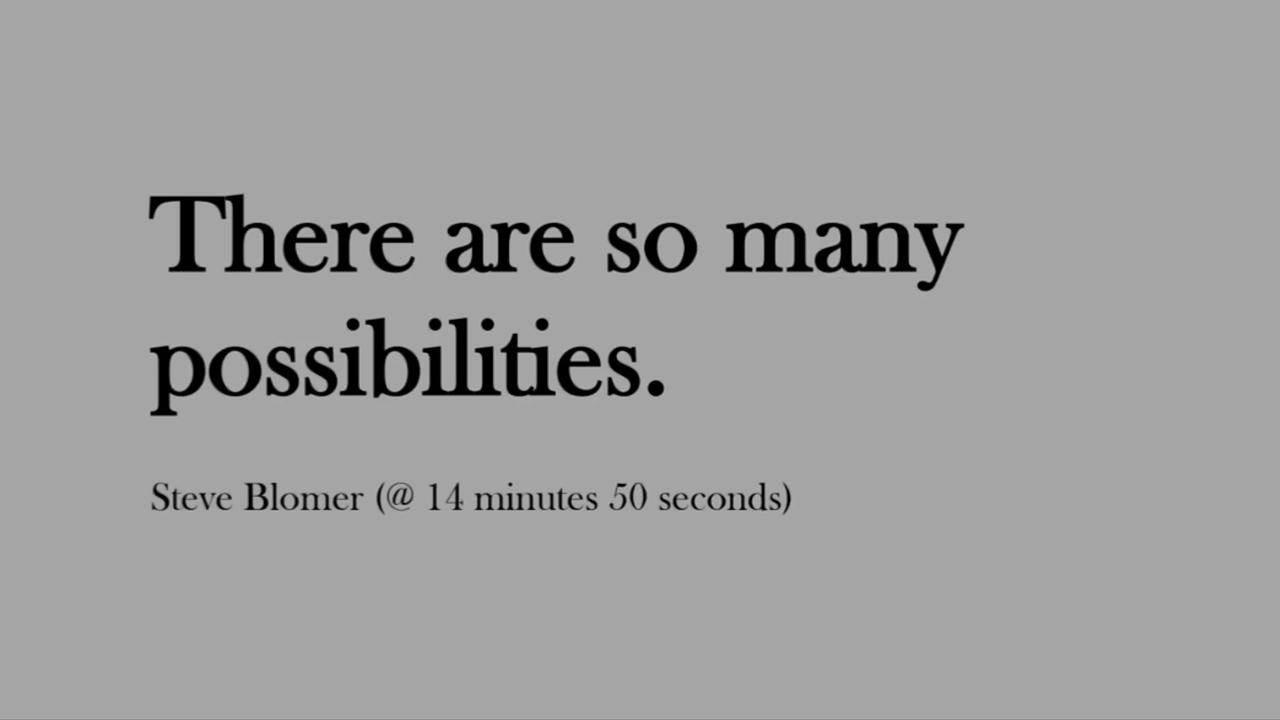 There are so many
possibilities.
Steve Blomer (@ 14 minutes 50 seconds)